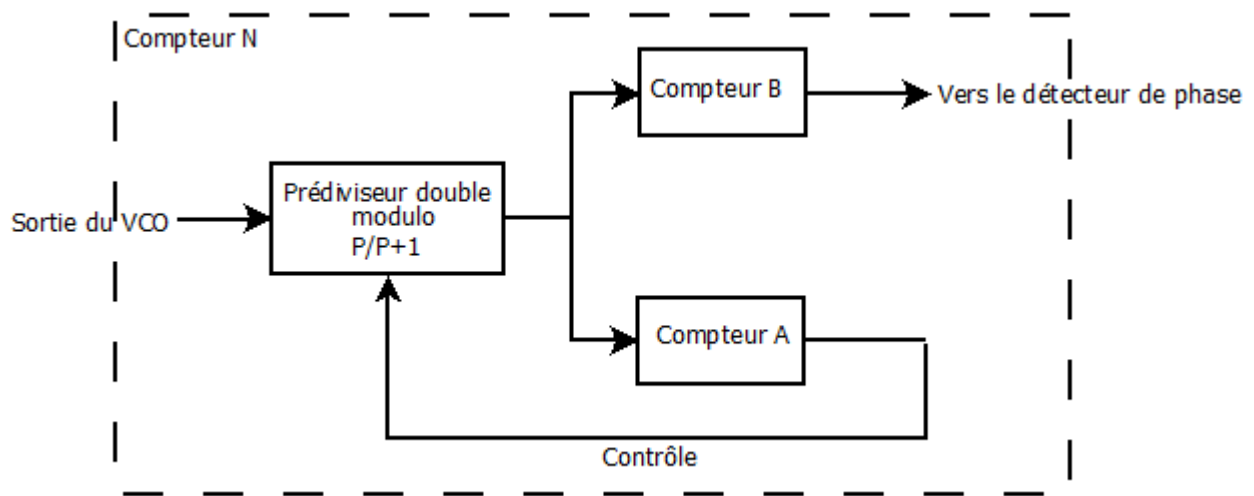 Compteur N
Compteur B
Vers le détecteur de phase
Prédiviseur double
modulo
P/P+1
Sortie du VCO
Compteur A
Contrôle